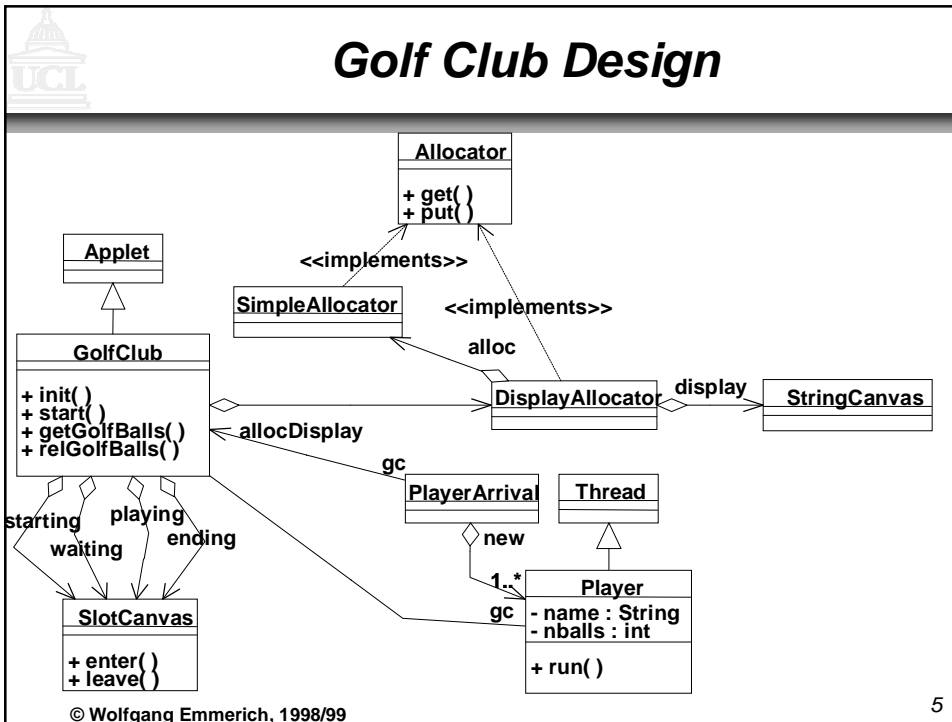 UCL
Golf Club Design
Allocator
+ get( )
+ put( )
Applet
<<implements>>
SimpleAllocator
<<implements>>
alloc
GolfClub
+ init( )
+ start( )
+ getGolfBalls( )
+ relGolfBalls( )
DisplayAllocator
display
StringCanvas
allocDisplay
gc
PlayerArrival
Thread
new
starting
playing
waiting
ending
1..*
gc
Player
- name : String
- nballs : int
+ run( )
SlotCanvas
+ enter( )
+ leave( )
© Wolfgang Emmerich, 1998/99
5